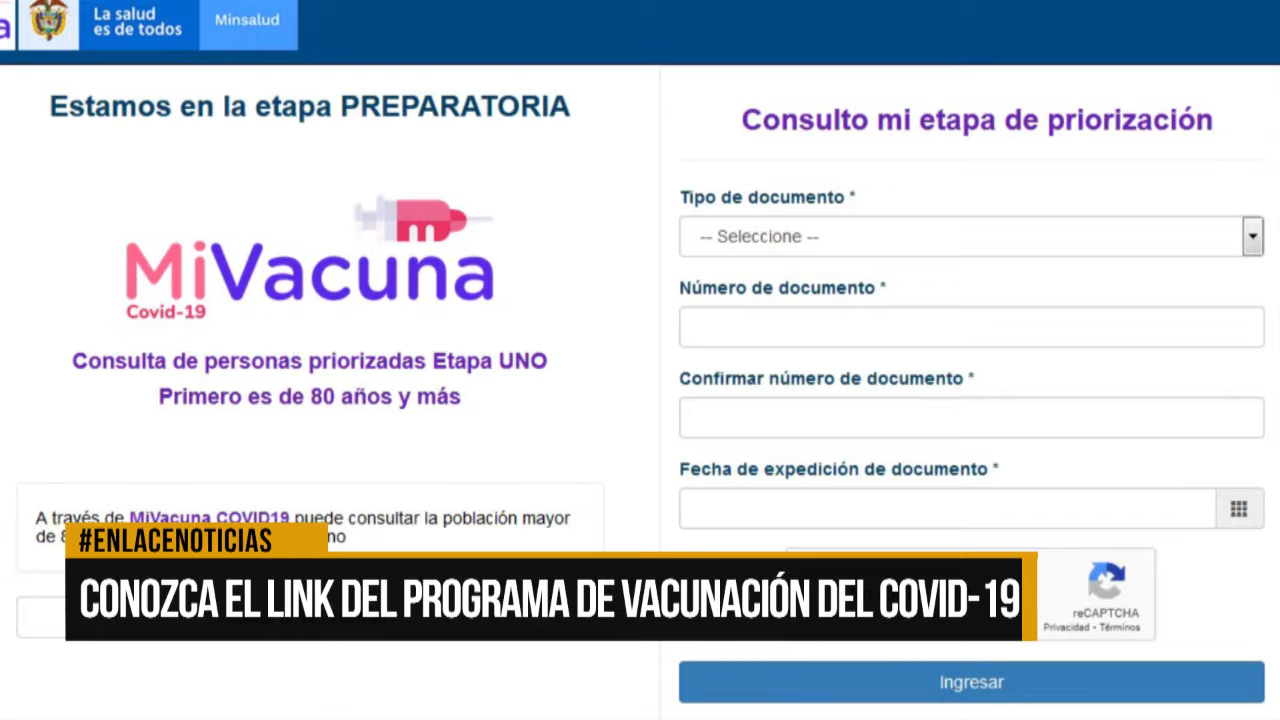 a
La salud
es de todos
Minsalud
Estamos en la etapa PREPARATORIA
MiVacuna
Covid-19
Consulta de personas priorizadas Etapa UNO
Primero es de 80 años y más
A través de MiVacuna COVID19 puede consultar la población mayor
de 8
no
Consulto mi etapa de priorización
Tipo de documento *
-- Seleccione --
Número de documento *
Confirmar número de documento *
Fecha de expedición de documento *
reCAPTCHA
Privacidad - Términos
Ingresar
#ENLACENOTICIAS
CONOZCA EL LINK DEL PROGRAMA DE VACUNACIÓN DEL COVID-19